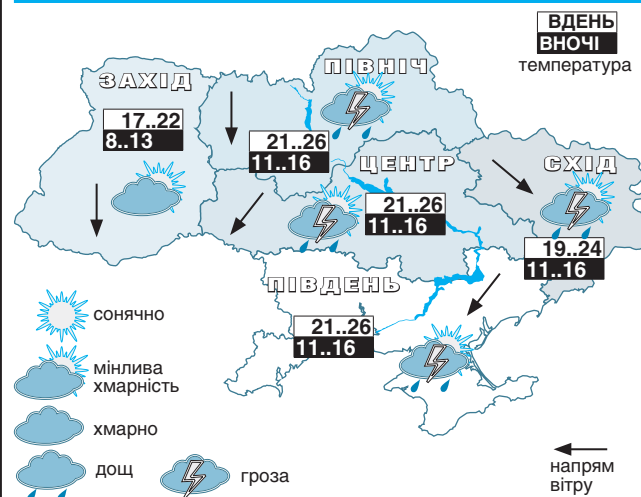 ВДЕНЬ
ВНОЧІ
температура
ПІВНІЧ
21..26
11..16
ЗАХІД
17..22
8..13
ЦЕНТР
21..26
11..16
СХІД
19..24
11..16
ПІВДЕНЬ
21..26
11..16
сонячно
мінлива
хмарність
хмарно
дощ
гроза
напрям
вітру